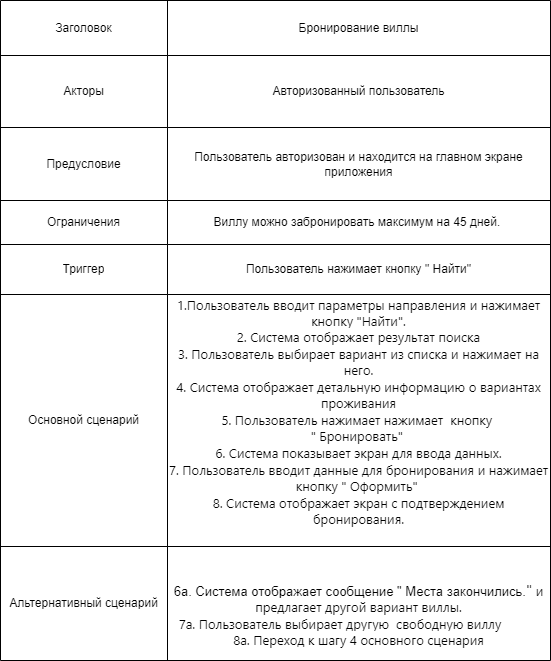 Заголовок
Бронирование виллы
Акторы
Авторизованный пользователь
Предусловие
Пользователь авторизован и находится на главном экране
приложения
Ограничения
Виллу можно забронировать максимум на 45 дней.
Триггер
Пользователь нажимает кнопку " Найти"
Основной сценарий
1.Пользователь вводит параметры направления и нажимает
кнопку "Найти".
2. Система отображает результат поиска
3. Пользователь выбирает вариант из списка и нажимает на
него.
4. Система отображает детальную информацию о вариантах
проживания
5. Пользователь нажимает нажимает кнопку
" Бронировать"
6. Система показывает экран для ввода данных.
7. Пользователь вводит данные для бронирования и нажимает
кнопку " Оформить"
8. Система отображает экран с подтверждением
бронирования.
Альтернативный сценарий
6а. Система отображает сообщение " Места закончились." и
предлагает другой вариант виллы.
7а. Пользователь выбирает другую свободную виллу
8а. Переход к шагу 4 основного сценария